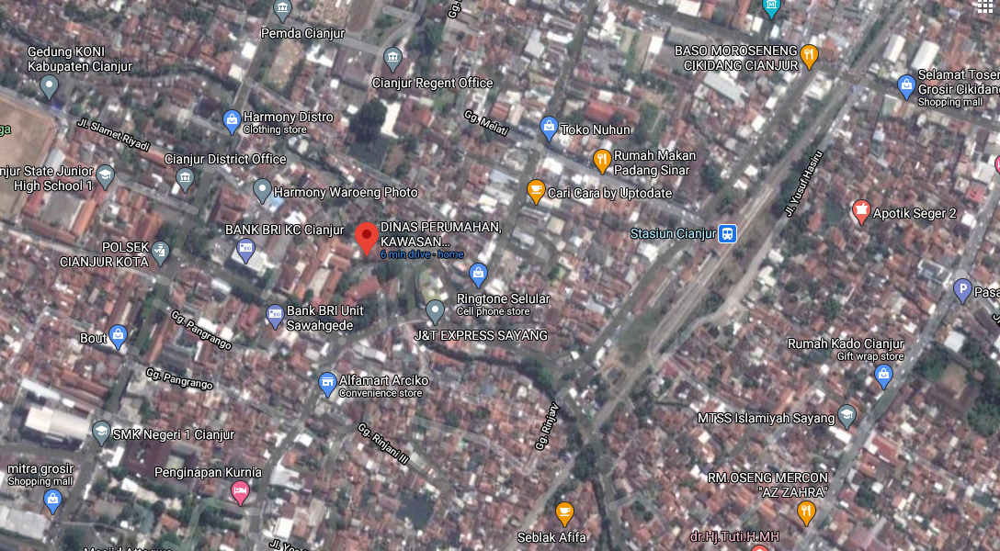 Pemda Cianjur
Gg.
BASO MOROSENENG
CIKIDANG CIANJUR
Gedung KONI
Kabupaten Cianjur
Cianjur Regent Office
Selamat Toser
Grosir Cikidang
Shopping mall
Jl. Slamet Riyadi
Harmony Distro
Clothing store
Gg. Melati
Toko Nuhun
ga
Cianjur District Office
Rumah Makan
Padang Sinar
njur State Junior
High School 1
Harmony Waroeng Photo
Cari Cara by Uptodate
Jl. Yusuf Hasiru
Apotik Seger 2
BANK BRI KC Cianjur
DINAS PERUMAHAN,
KAWASAN...
6 min drive - home
Stasiun Cianjur
POLSEK
CIANJUR KOTA
P
Pasa
Ringtone Selular
Cell phone store
Bank BRI Unit
Sawahgede
J&T EXPRESS SAYANG
Gg. Pangrango
Bout
Rumah Kado Cianjur
Gift wrap store
Gg. Pangrango
Alfamart Arciko
Convenience store
Gg. Rinjani
MTSS Islamiyah Sayang
SMK Negeri 1 Cianjur
Gg. Rinjani III
mitra grosir
Shopping mall
Penginapan Kurnia
RM.OSENG MERCON
"AZ ZAHRA"
Seblak Afifa
dr.Hj.Tuti.H.MH